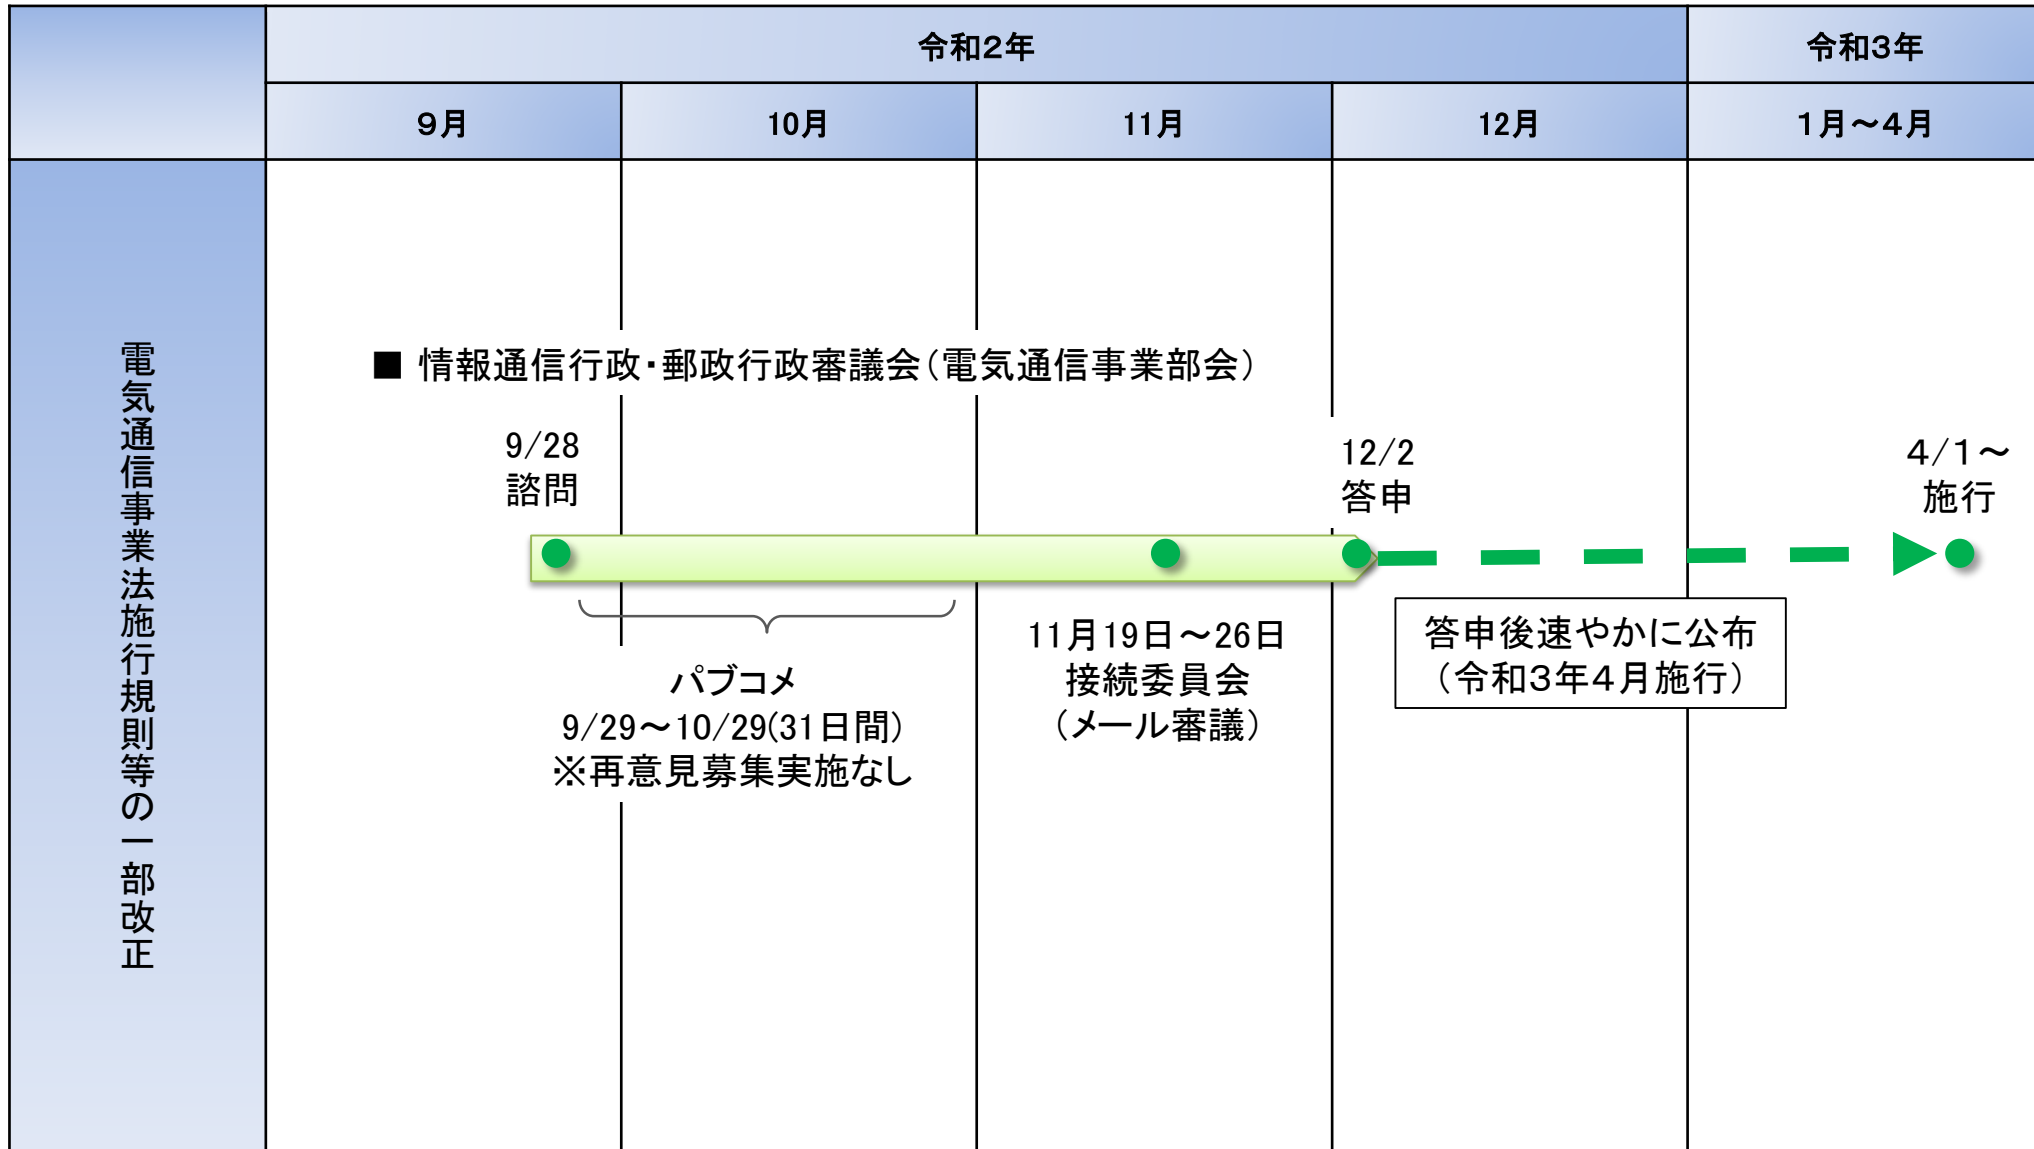 令和2年
令和3年
9月
10月
11月
12月
1月～4月
電気通信事業法施行規則等の一部改正
■ 情報通信行政・郵政行政審議会（電気通信事業部会）
9/28
諮問
12/2
答申
4/1～
施行
パブコメ
9/29～10/29(31日間)
※再意見募集実施なし
11月19日～26日
接続委員会
（メール審議）
答申後速やかに公布
（令和3年4月施行）